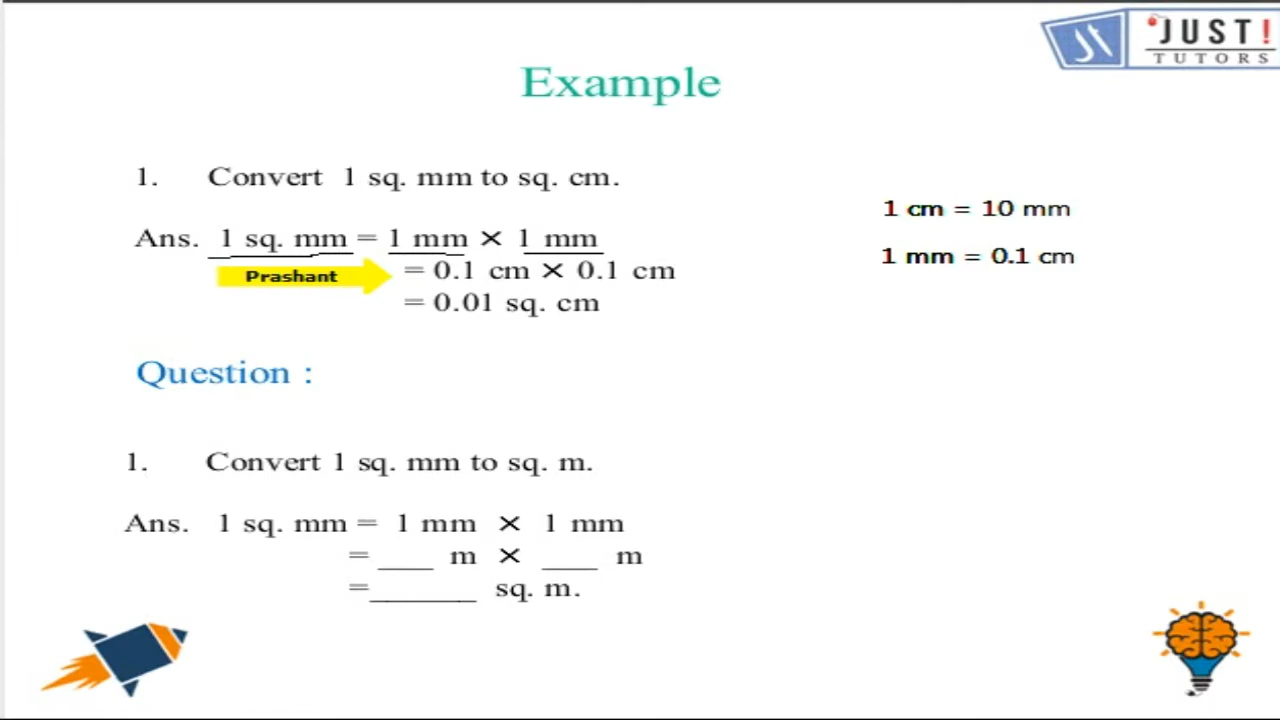 JUST!
TUTORS
Example
1. Convert 1 sq. mm to sq. cm.
1 cm = 10 mm
Ans. 1 sq. mm = 1 mm × 1 mm
1 mm = 0.1 cm
Prashant
= 0.1 cm × 0.1 cm
= 0.01 sq. cm
Question :
1. Convert 1 sq. mm to sq. m.
Ans. 1 sq. mm = 1 mm × 1 mm
= ____ m × ____ m
=________ sq. m.